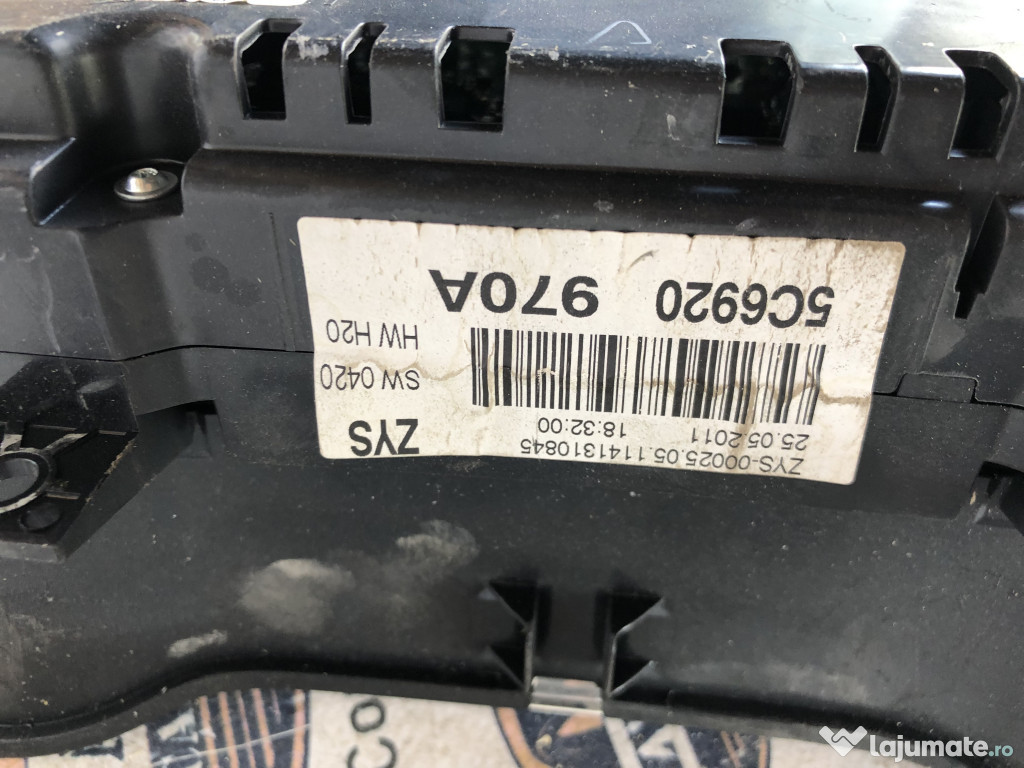 ZYS-00025.05.1141310845
25.05.2011 18:32:00
ZYS
SW 0420
HW H20
5C6920 970A
CO
Lajumate.ro